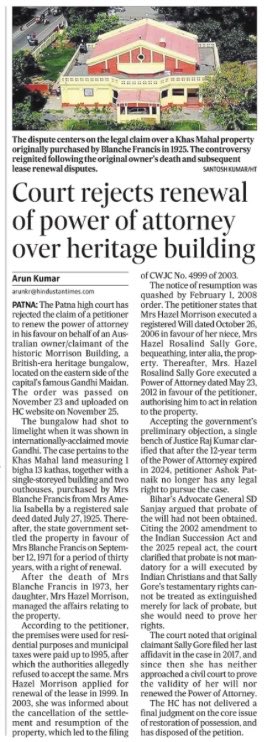 The dispute centers on the legal claim over a Khas Mahal property
originally purchased by Blanche Francis in 1925. The controversy
reignited following the original owner's death and subsequent
lease renewal disputes.
SANTOSH KUMAR/HT
Court rejects renewal
of power of attorney
over heritage building
Arun Kumar
arunkr@hindustantimes.com
PATNA: The Patna high court has
rejected the claim of a petitioner
to renew the power of attorney
in his favour on behalf of an Aus-
tralian owner/claimant of the
historic Morrison Building, a
British-era heritage bungalow,
located on the eastern side of the
capital's famous Gandhi Maidan.
The order was passed on
November 23 and uploaded on
HC website on November 25.
The bungalow had shot to
limelight when it was shown in
internationally-acclaimed movie
Gandhi. The case pertains to the
Khas Mahal land measuring 1
bigha 13 kathas, together with a
single-storeyed building and two
outhouses, purchased by Mrs
Blanche Francis from Mrs Ame-
lia Isabella by a registered sale
deed dated July 27, 1925. There-
after, the state government set-
tled the property in favour of
Mrs Blanche Francis on Septem-
ber 12, 1971 for a period of thirty
years, with a right of renewal.
After the death of Mrs
Blanche Francis in 1973, her
daughter, Mrs Hazel Morrison,
managed the affairs relating to
the property.
According to the petitioner,
the premises were used for resi-
dential purposes and municipal
taxes were paid up to 1995, after
which the authorities allegedly
refused to accept the same. Mrs
Hazel Morrison applied for
renewal of the lease in 1999. In
2003, she was informed about
the cancellation of the settle-
ment and resumption of the
property, which led to the filing
of CWJC No. 4999 of 2003.
The notice of resumption was
quashed by February 1, 2008
order. The petitioner states that
Mrs Hazel Morrison executed a
registered Will dated October 26,
2006 in favour of her niece, Mrs
Hazel Rosalind Sally Gore,
bequeathing, inter alia, the prop-
erty. Thereafter, Mrs. Hazel
Rosalind Sally Gore executed a
Power of Attorney dated May 23,
2012 in favour of the petitioner,
authorising him to act in relation
to the property.
Accepting the government's
preliminary objection, a single
bench of Justice Raj Kumar clar-
ified that after the 12-year term
of the Power of Attorney expired
in 2024, petitioner Ashok Pat-
naik no longer has any legal
right to pursue the case.
Bihar's Advocate General SD
Sanjay argued that probate of
the will had not been obtained.
Citing the 2002 amendment to
the Indian Succession Act and
the 2025 repeal act, the court
clarified that probate is not man-
datory for a will executed by
Indian Christians and that Sally
Gore's testamentary rights can-
not be treated as extinguished
merely for lack of probate, but
she would need to prove her
rights.
The court noted that original
claimant Sally Gore filed her last
affidavit in the case in 2017, and
since then she has neither
approached a civil court to prove
the validity of her will nor
renewed the Power of Attorney.
The HC has not delivered a
final judgment on the core issue
of restoration of possession, and
has disposed of the petition.